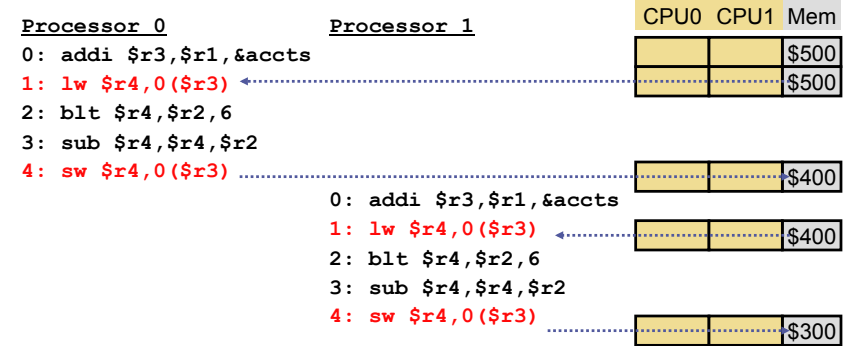 CPU0 CPU1 Mem
Processor 0 Processor 1
$500
0: addi $r3,$r1,&accts
1: lw $r4,0($r3) $500
2: blt $r4,$r2,6
3: sub $r4,$r4,$r2
4: sw $r4,0($r3) $400
0: addi $r3,$r1,&accts
1: lw $r4,0($r3) $400
2: blt $r4,$r2,6
3: sub $r4,$r4,$r2
4: sw $r4,0($r3) $300